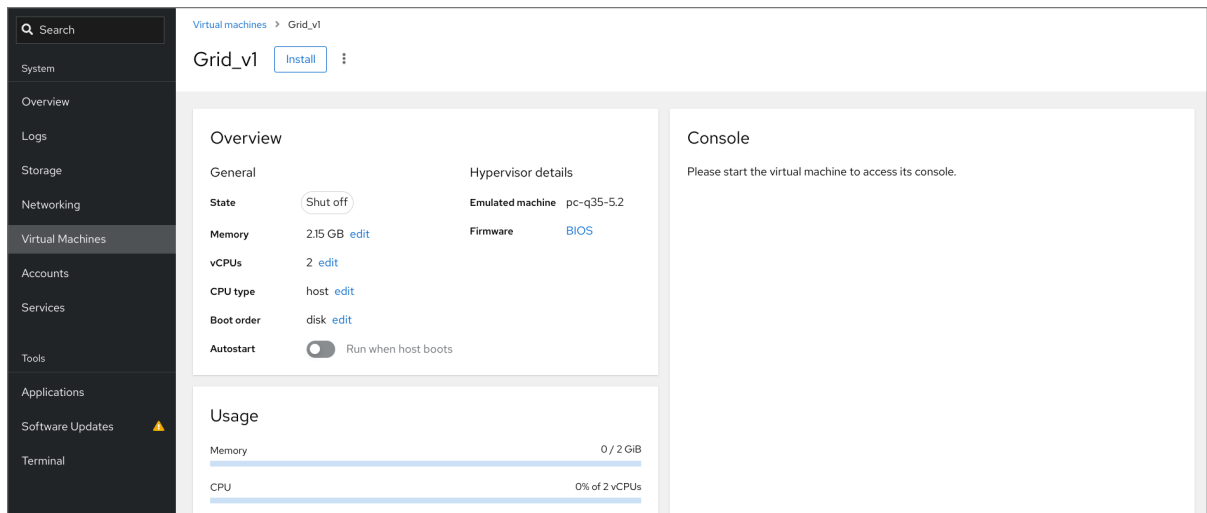 Search
System
Overview
Logs
Storage
Networking
Virtual Machines
Accounts
Services
Tools
Applications
Software Updates
Terminal
Virtual machines > Grid_v1
Grid_v1 Install
Overview
General
State Shut off
Memory 2.15 GB edit
vCPUs 2 edit
CPU type host edit
Boot order disk edit
Autostart Run when host boots
Hypervisor details
Emulated machine pc-q35-5.2
Firmware BIOS
Usage
Memory 0 / 2 GiB
CPU 0% of 2 vCPUs
Console
Please start the virtual machine to access its console.